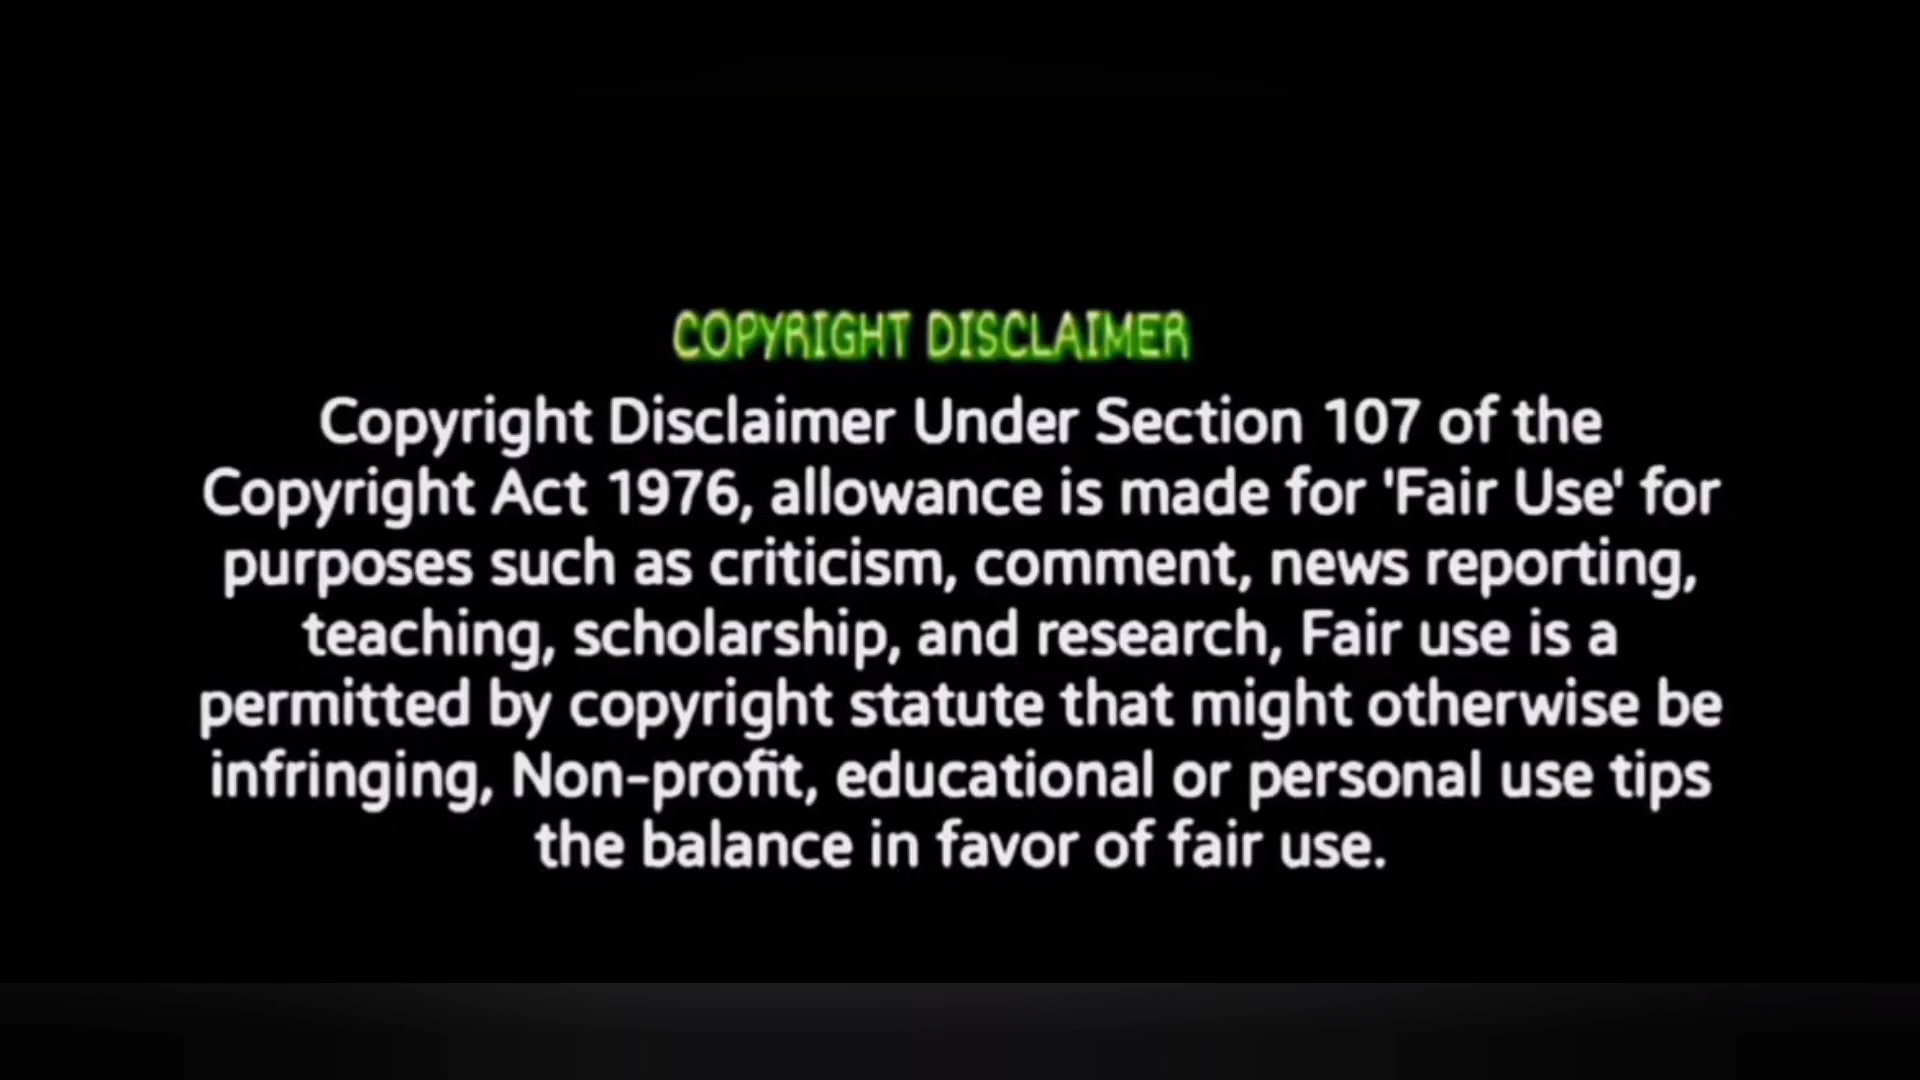 COPYRIGHT DISCLAIMER
Copyright Disclaimer Under Section 107 of the
Copyright Act 1976, allowance is made for 'Fair Use' for
purposes such as criticism, comment, news reporting,
teaching, scholarship, and research, Fair use is a
permitted by copyright statute that might otherwise be
infringing, Non-profit, educational or personal use tips
the balance in favor of fair use.